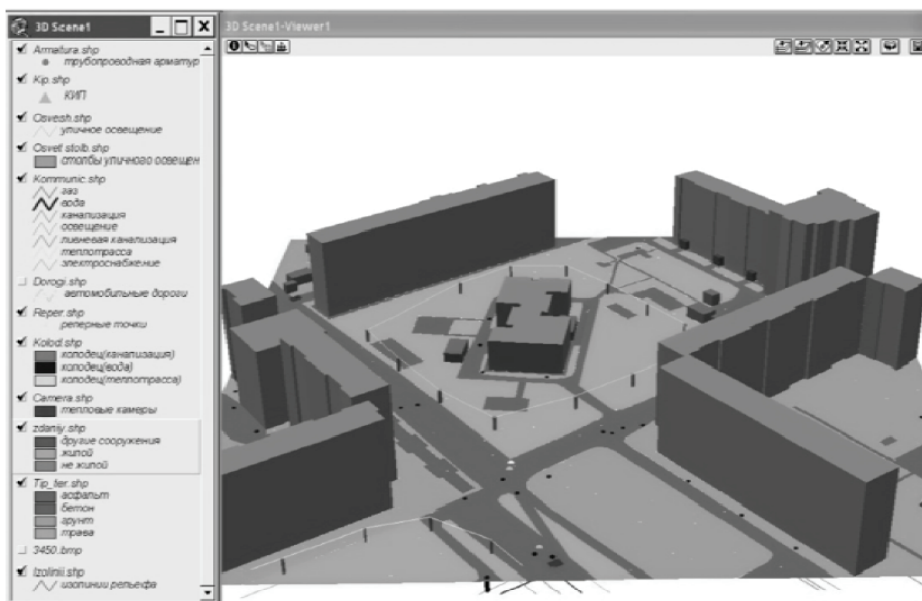 3D Scene1
3D Scene1-Viewer1
Armatura.shp
трубопроводная арматур
Kip.shp
КИП
Osvesh.shp
уличное освещение
Osvetl stolb.shp
столбы уличного освещен
Kommunic.shp
газ
вода
канализация
освещение
ливневая канализация
теплотрасса
электроснабжение
Dorogi.shp
автомобильные дороги
Reper.shp
реперные точки
Kolod.shp
колодец(канализация)
колодец(вода)
колодец(теплотрасса)
Camera.shp
тепловые камеры
zdaniy.shp
другие сооружения
жилой
не жилой
Tip_ter.shp
асфальт
бетон
грунт
трава
3450.bmp
Izolinii.shp
изолинии рельефа